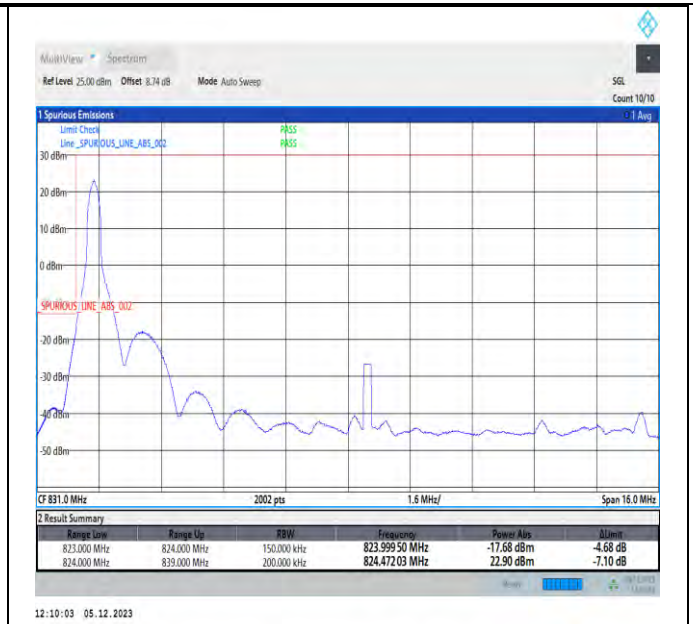 MultiView Spectrum
Ref Level 25.00 dBm Offset 8.74 dB Mode Auto Sweep SGL
Count 10/10
1 Spurious Emissions 1 Avg
Limit Check PASS
Line _SPURIOUS_LINE_ABS_002 PASS
30 dBm
20 dBm
10 dBm
0 dBm
_SPURIOUS_LINE_ABS_002
-20 dBm
-30 dBm
-40 dBm
-50 dBm
CF 831.0 MHz 2002 pts 1.6 MHz/ Span 16.0 MHz
2 Result Summary
Range Low Range Up RBW Frequency Power Abs ΔLimit
823.000 MHz 824.000 MHz 150.000 kHz 823.99950 MHz -17.68 dBm -4.68 dB
824.000 MHz 839.000 MHz 200.000 kHz 824.47203 MHz 22.90 dBm -7.10 dB
12:10:03 05.12.2023